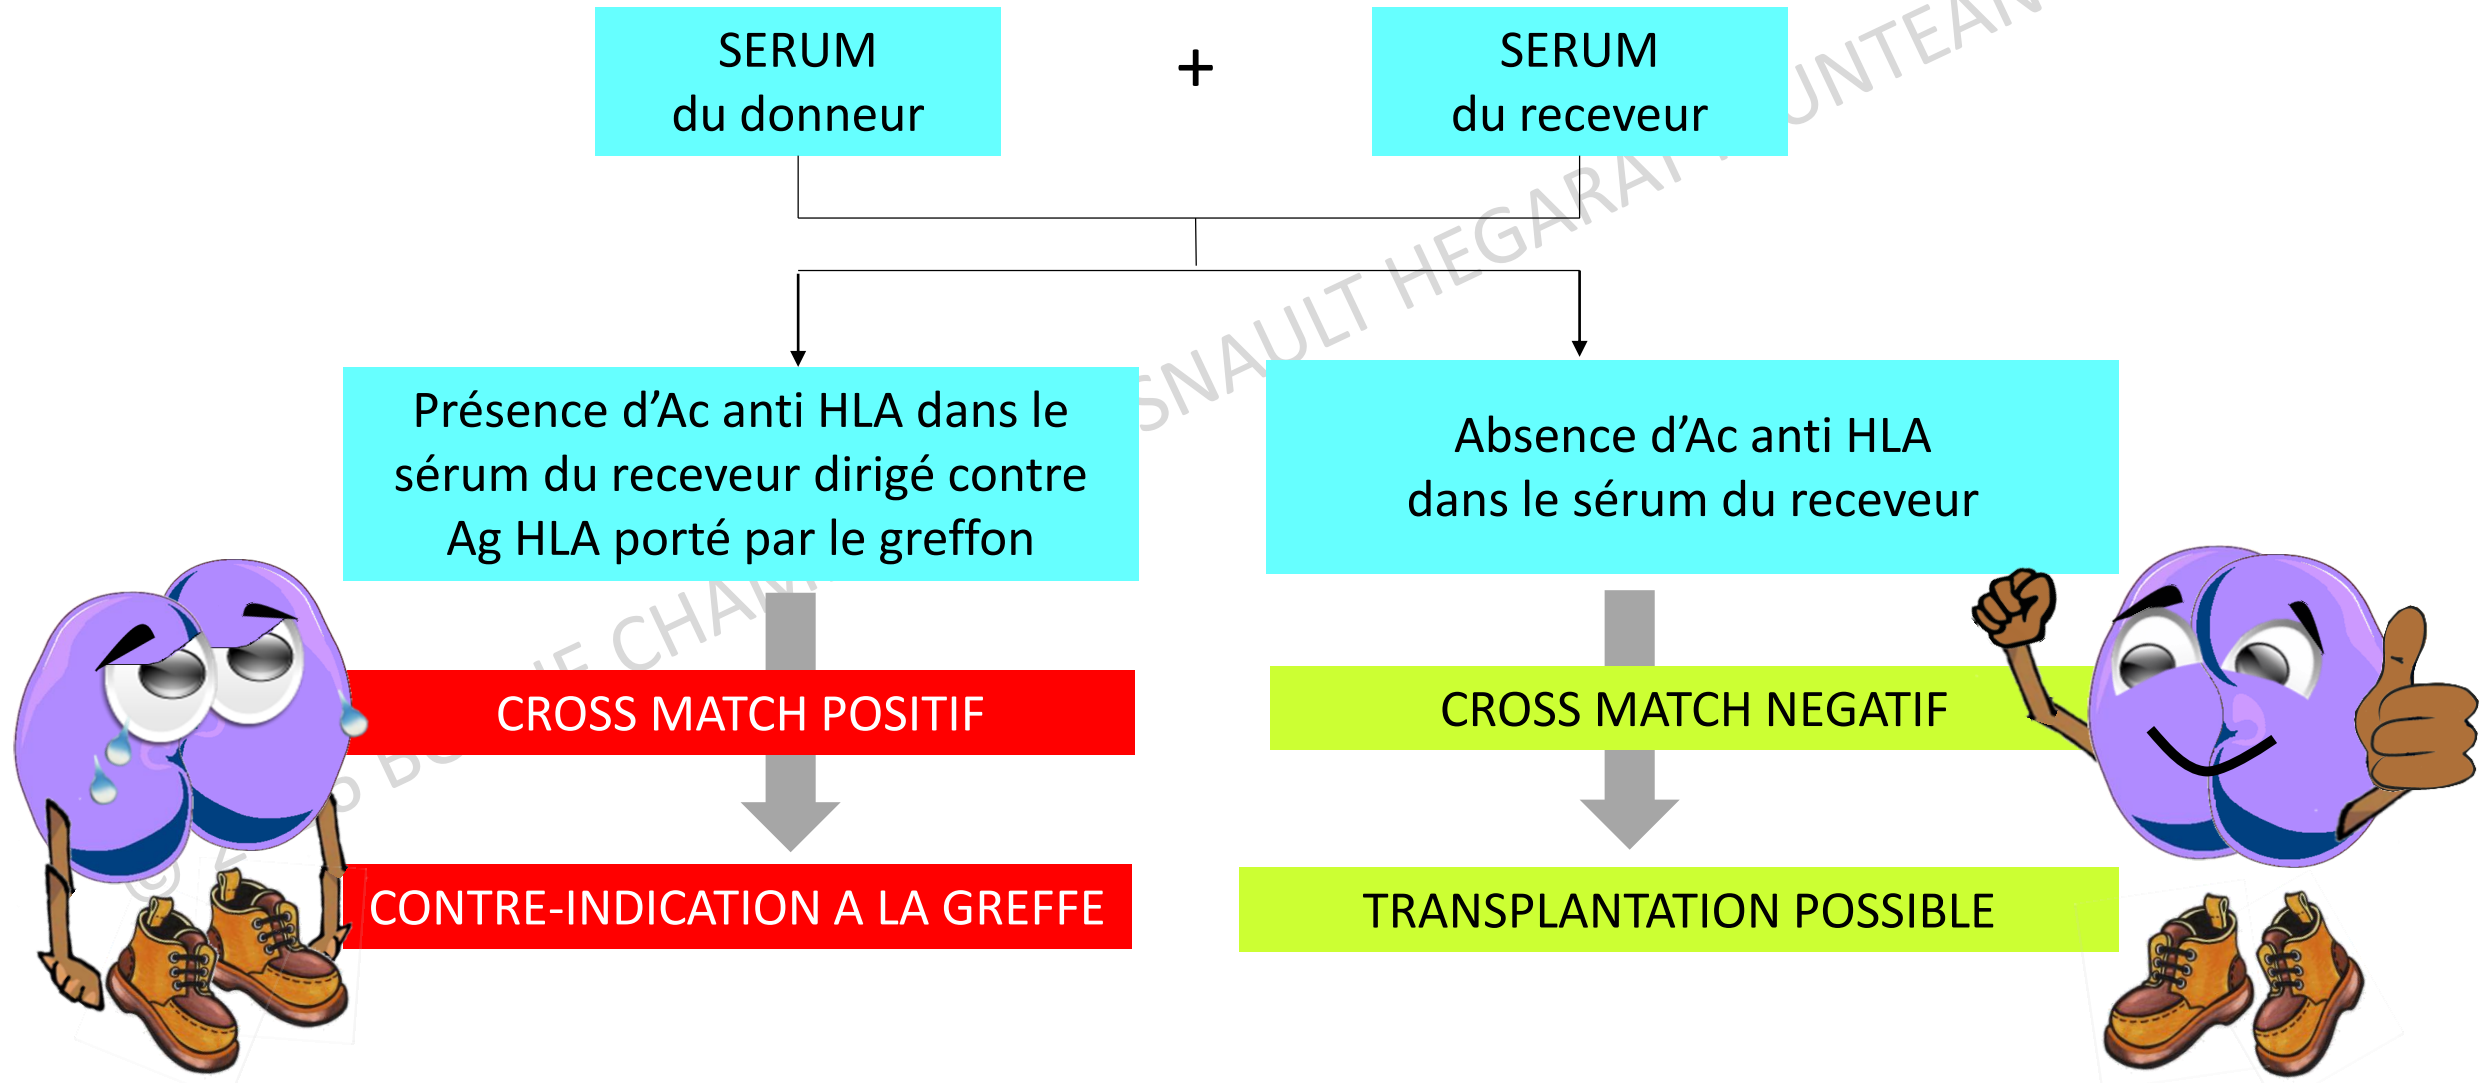 SERUM
du donneur
+
SERUM
du receveur
Présence d’Ac anti HLA dans le
sérum du receveur dirigé contre
Ag HLA porté par le greffon
Absence d’Ac anti HLA
dans le sérum du receveur
CROSS MATCH POSITIF
CROSS MATCH NEGATIF
CONTRE-INDICATION A LA GREFFE
TRANSPLANTATION POSSIBLE
© HEGARAT